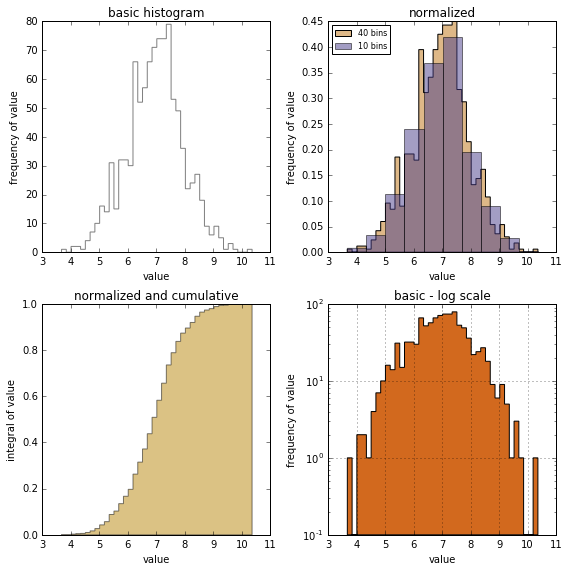 basic histogram
frequency of value
80
70
60
50
40
30
20
10
0
3 4 5 6 7 8 9 10 11
value
normalized
frequency of value
0.45
0.40
0.35
0.30
0.25
0.20
0.15
0.10
0.05
0.00
40 bins
10 bins
3 4 5 6 7 8 9 10 11
value
normalized and cumulative
integral of value
1.0
0.8
0.6
0.4
0.2
0.0
3 4 5 6 7 8 9 10 11
value
basic - log scale
frequency of value
10²
10¹
10⁰
10⁻¹
3 4 5 6 7 8 9 10 11
value